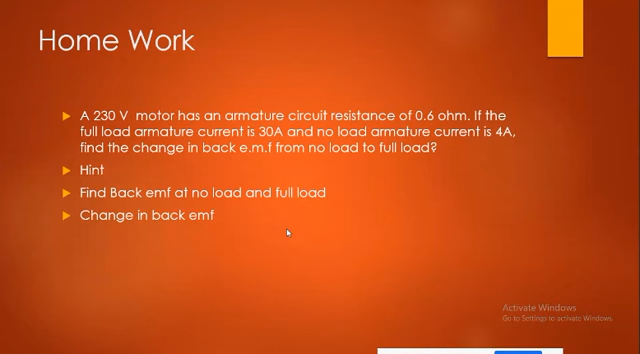 Home Work
A 230 V motor has an armature circuit resistance of 0.6 ohm. If the
full load armature current is 30A and no load armature current is 4A,
find the change in back e.m.f from no load to full load?
Hint
Find Back emf at no load and full load
Change in back emf
Activate Windows
Go to Settings to activate Windows.